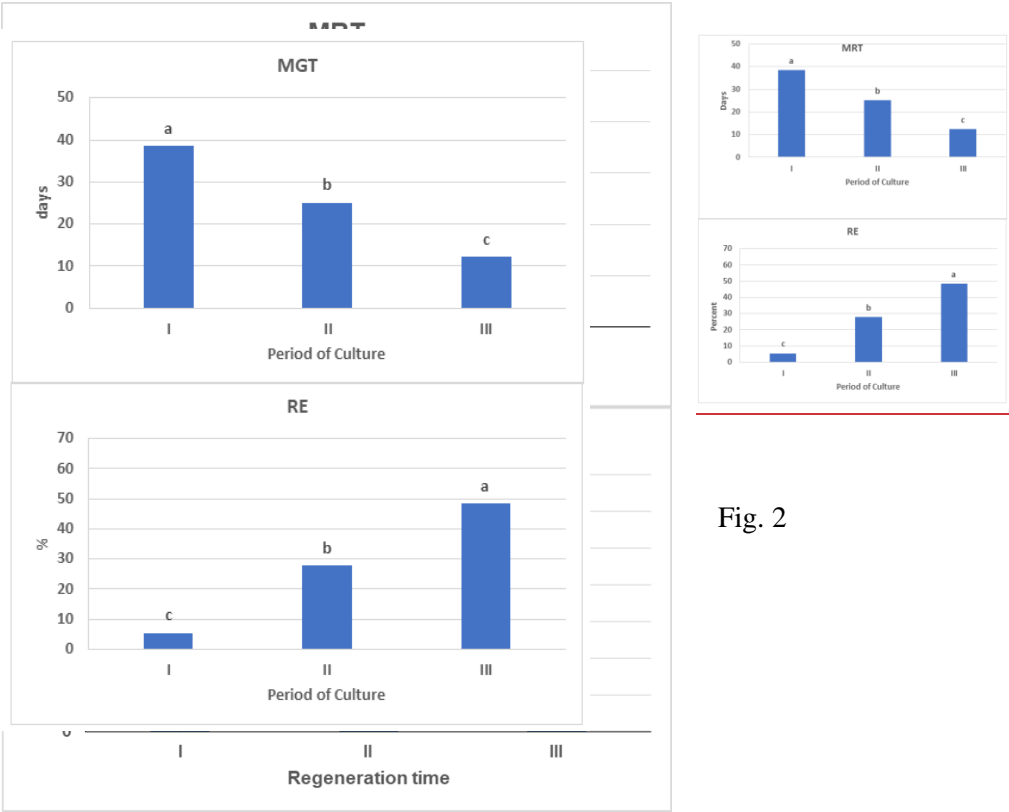 MGT
50
40
30
20
10
0
days
a
b
c
I II III
Period of Culture
RE
70
60
50
40
30
20
10
0
%
c
b
a
I II III
Period of Culture
I II III
Regeneration time
MRT
50
40
30
20
10
0
Days
a
b
c
I II III
Period of Culture
RE
70
60
50
40
30
20
10
0
Percent
c
b
a
I II III
Period of Culture
Fig. 2